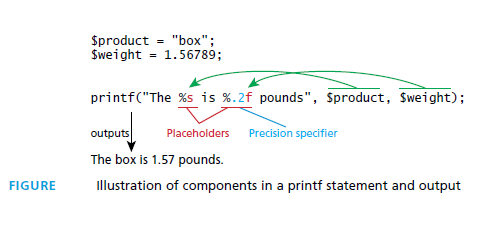 $product = "box";
$weight = 1.56789;
printf("The %s is %.2f pounds", $product, $weight);
outputs Placeholders Precision specifier
The box is 1.57 pounds.
FIGURE Illustration of components in a printf statement and output